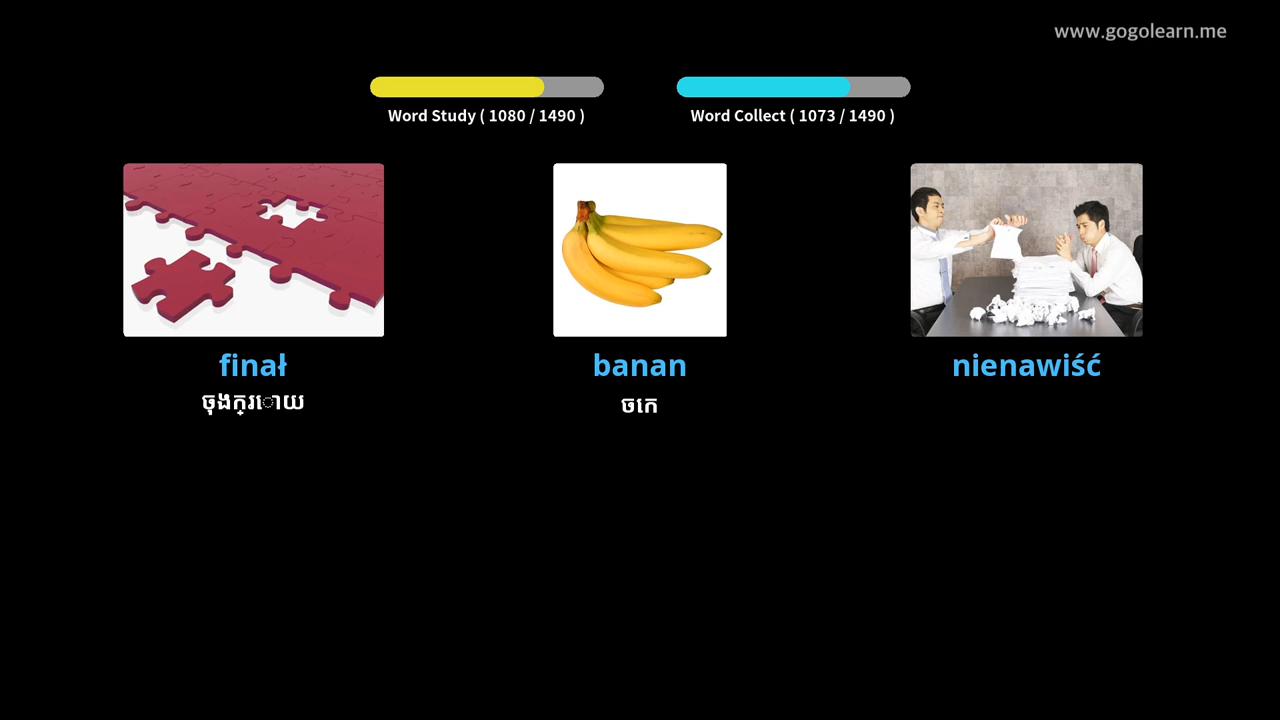 www.gogolearn.me
Word Study ( 1080 / 1490 )
Word Collect ( 1073 / 1490 )
finał
banan
nienawiść
ចុងក្រោយ
ចកេ